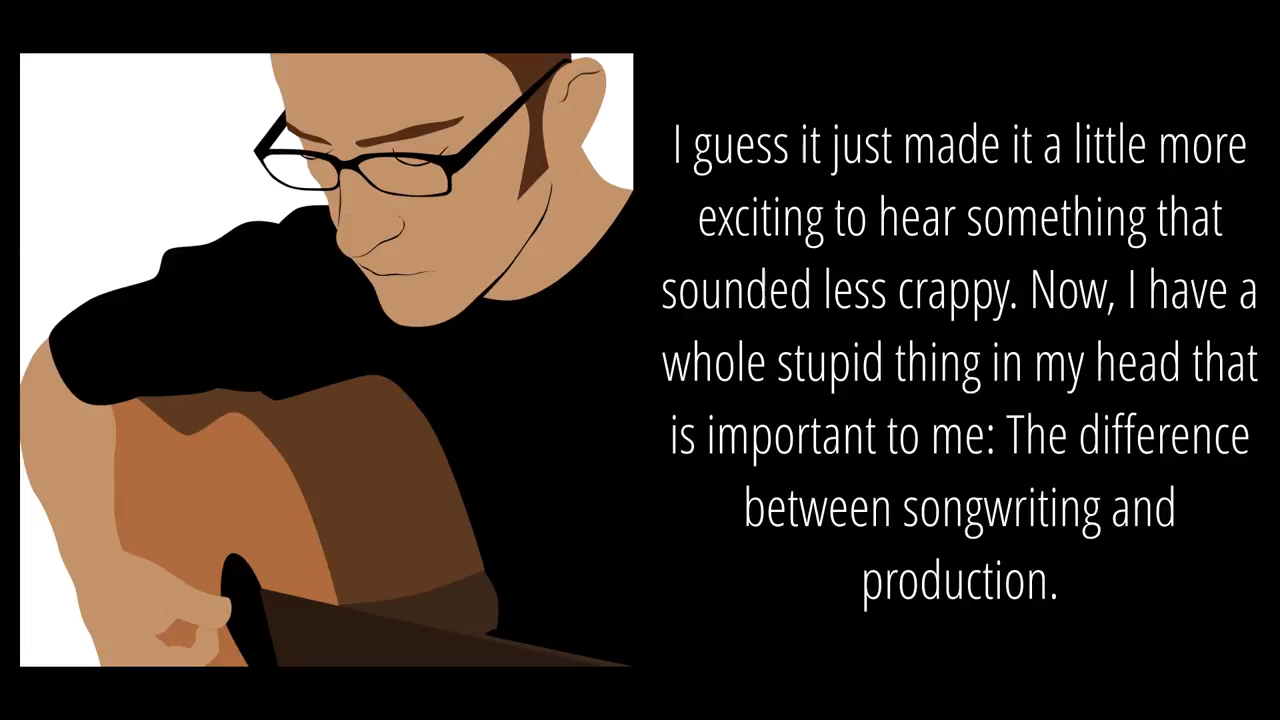 I guess it just made it a little more
exciting to hear something that
sounded less crappy. Now, I have a
whole stupid thing in my head that
is important to me: The difference
between songwriting and
production.